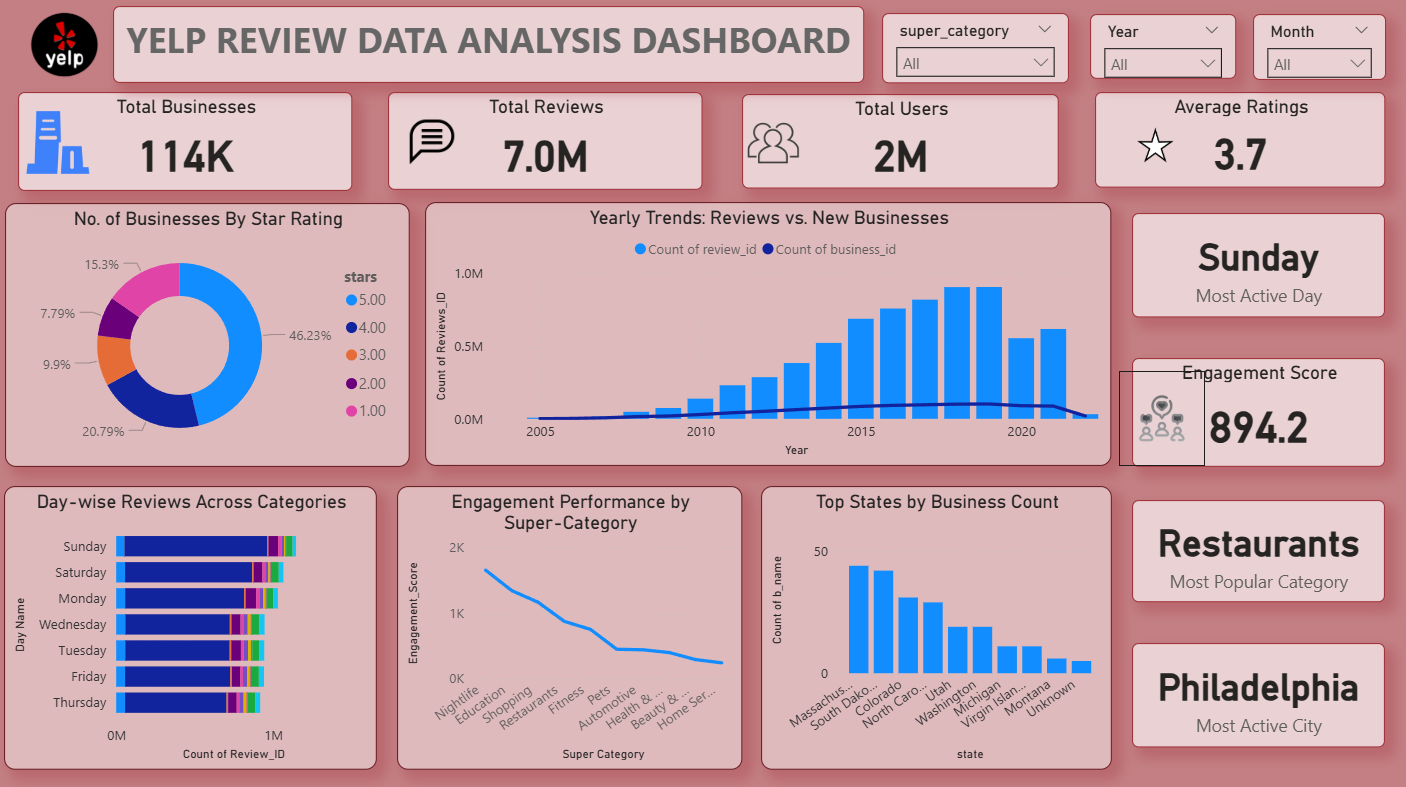 yelp
YELP REVIEW DATA ANALYSIS DASHBOARD
super_category
All
Year
All
Month
All
Total Businesses
114K
Total Reviews
7.0M
Total Users
2M
Average Ratings
3.7
No. of Businesses By Star Rating
15.3%
7.79%
9.9%
20.79%
46.23%
stars
5.00
4.00
3.00
2.00
1.00
Yearly Trends: Reviews vs. New Businesses
Count of review_id
Count of business_id
Count of Reviews_ID
1.0M
0.5M
0.0M
2005
2010
2015
2020
Year
Sunday
Most Active Day
Engagement Score
894.2
Day-wise Reviews Across Categories
Day Name
Sunday
Saturday
Monday
Wednesday
Tuesday
Friday
Thursday
0M
1M
Count of Review_ID
Engagement Performance by
Super-Category
Engagement_Score
2K
1K
0K
Nightlife
Education
Shopping
Restaurants
Fitness
Pets
Automotive
Health & ...
Beauty & ...
Home Ser...
Super Category
Top States by Business Count
Count of b_name
50
0
Massachus...
South Dako...
Colorado
North Caro...
Utah
Washington
Michigan
Virgin Islan...
Montana
Unknown
state
Restaurants
Most Popular Category
Philadelphia
Most Active City